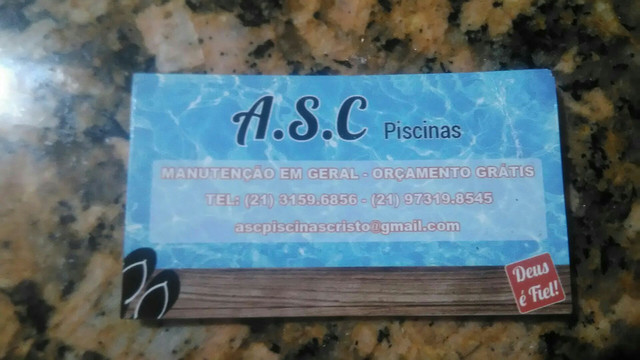 A.S.C Piscinas
MANUTENÇÃO EM GERAL - ORÇAMENTO GRÁTIS
TEL: (21) 3159.6856 - (21) 97319.8545
ascpiscinascristo@gmail.com
Deus
é Fiel!